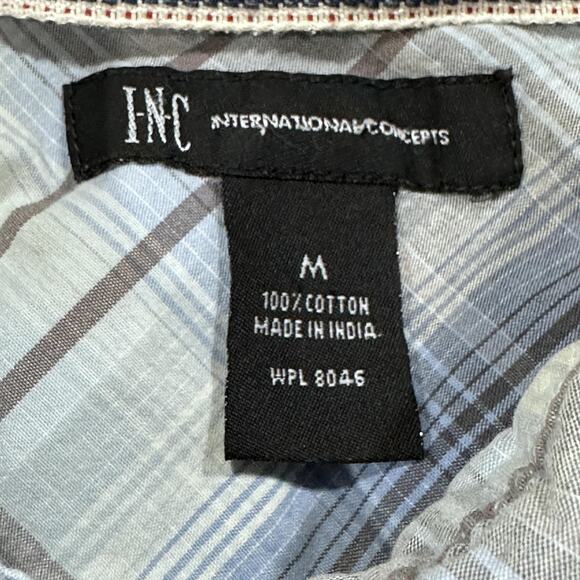 I·N·C INTERNATIONAL CONCEPTS
M
100% COTTON
MADE IN INDIA
WPL 8046